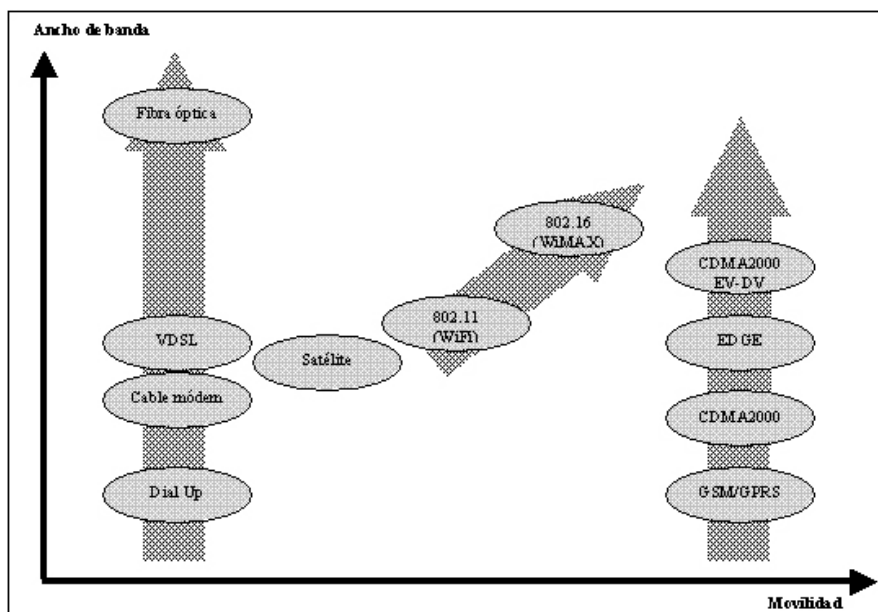 Ancho de banda
Fibra óptica
802.16
(WiMAX)
CDMA2000
EV-DV
802.11
(WiFi)
VDSL
EDGE
Satélite
Cable módem
CDMA2000
Dial Up
GSM/GPRS
Movilidad